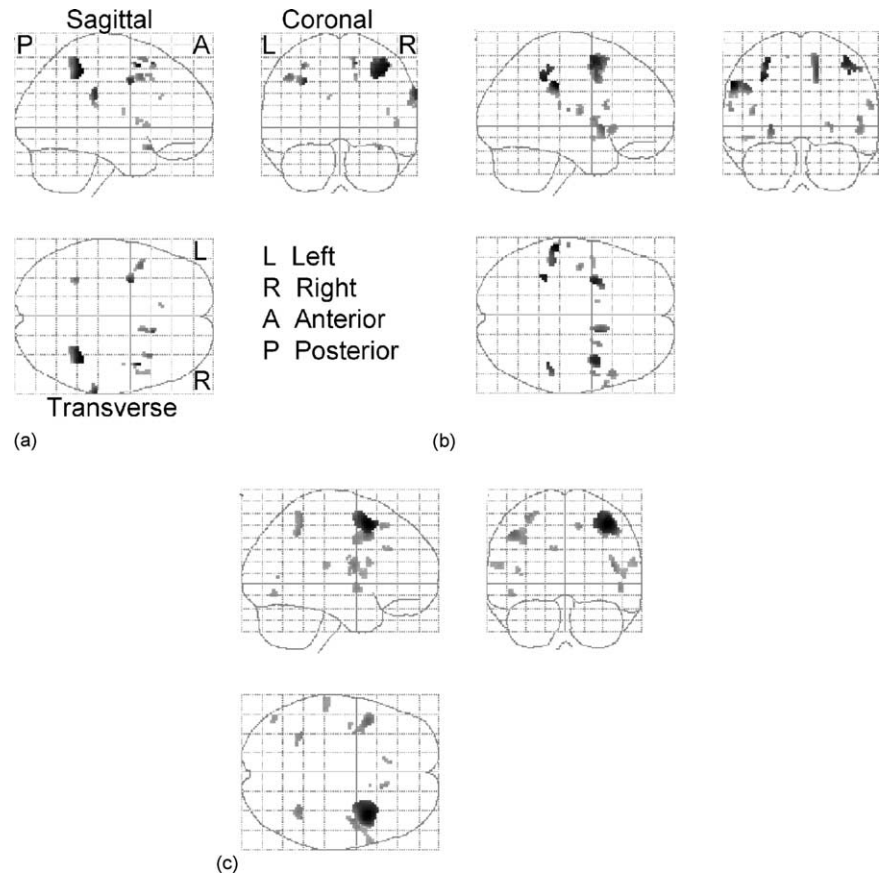 Sagittal Coronal
P A L R
L
R
Transverse
L Left
R Right
A Anterior
P Posterior
(a) (b)
(c)